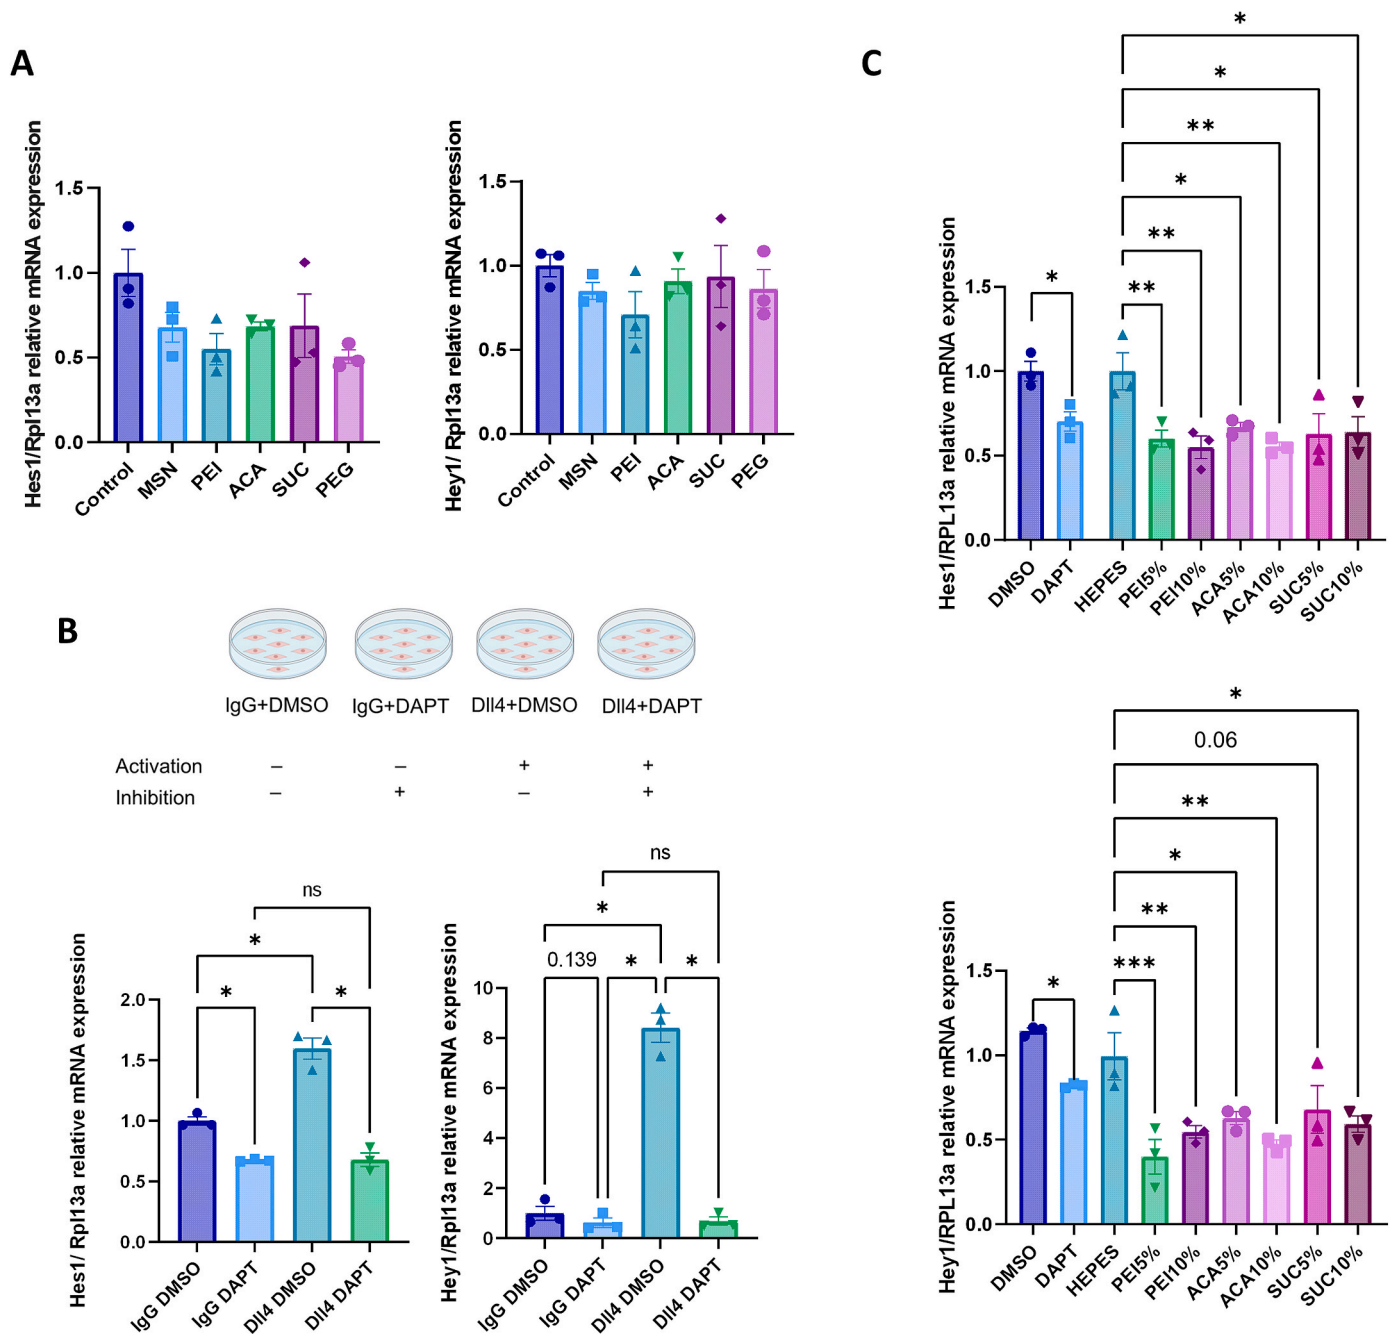 A
Hes1/Rpl13a relative mRNA expression
1.5
1.0
0.5
0.0
Control
MSN
PEI
ACA
SUC
PEG
Hey1/ Rpl13a relative mRNA expression
1.5
1.0
0.5
0.0
Control
MSN
PEI
ACA
SUC
PEG
B
IgG+DMSO
IgG+DAPT
Dll4+DMSO
Dll4+DAPT
Activation – – + +
Inhibition – + – +
Hes1/ Rpl13a relative mRNA expression
ns
*
* *
2.0
1.5
1.0
0.5
0.0
IgG DMSO
IgG DAPT
Dll4 DMSO
Dll4 DAPT
Hey1/Rpl13a relative mRNA expression
ns
*
0.139 * *
10
8
6
4
2
0
IgG DMSO
IgG DAPT
Dll4 DMSO
Dll4 DAPT
C
Hes1/RPL13a relative mRNA expression
*
*
**
*
**
* **
1.5
1.0
0.5
0.0
DMSO
DAPT
HEPES
PEI5%
PEI10%
ACA5%
ACA10%
SUC5%
SUC10%
Hey1/RPL13a relative mRNA expression
*
0.06
**
*
**
* ***
1.5
1.0
0.5
0.0
DMSO
DAPT
HEPES
PEI5%
PEI10%
ACA5%
ACA10%
SUC5%
SUC10%